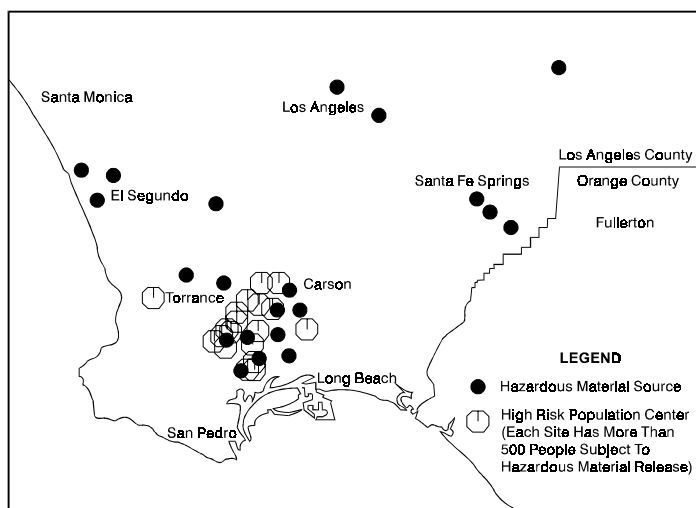 Santa Monica
Los Angeles
Los Angeles County
Santa Fe Springs
Orange County
El Segundo
Fullerton
Carson
Torrance
LEGEND
Long Beach
Hazardous Material Source
High Risk Population Center
(Each Site Has More Than
500 People Subject To
Hazardous Material Release)
San Pedro